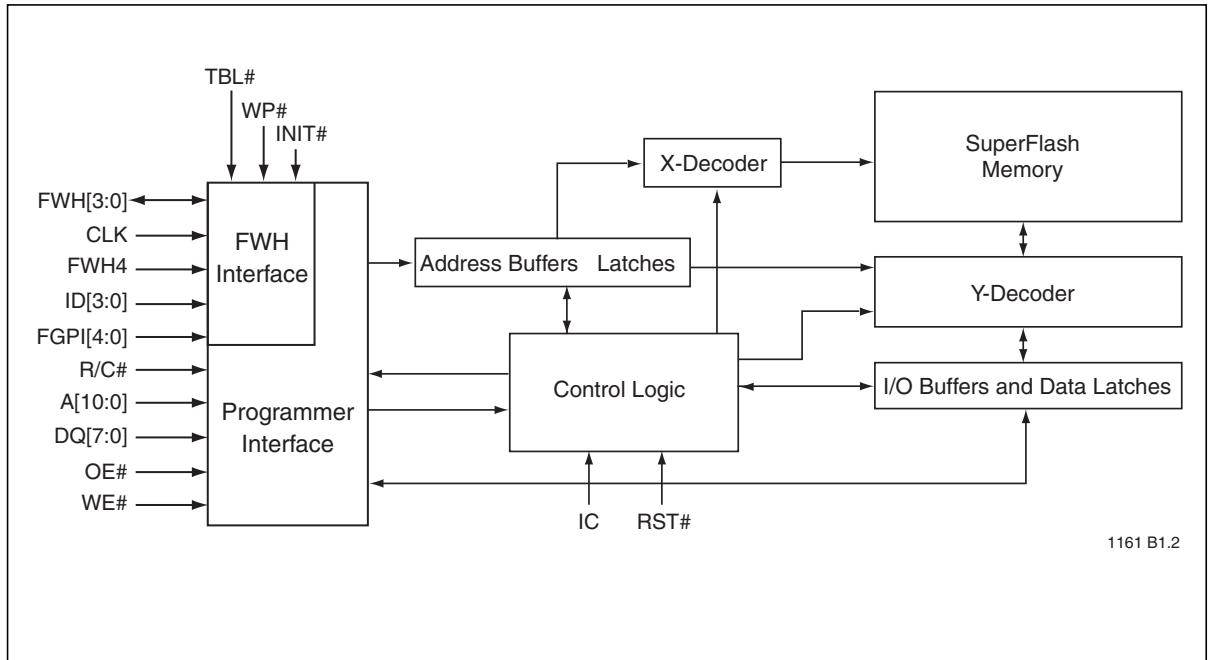 TBL#
WP#
INIT#
FWH[3:0]
CLK
FWH4
ID[3:0]
FGPI[4:0]
R/C#
A[10:0]
DQ[7:0]
OE#
WE#
FWH
Interface
Programmer
Interface
Address Buffers Latches
X-Decoder
SuperFlash
Memory
Y-Decoder
Control Logic
I/O Buffers and Data Latches
IC
RST#
1161 B1.2